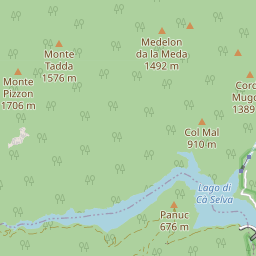 Medelon
da la Meda
1492 m
Monte
Tadda
1576 m
Monte
Pizzon
1706 m
Col Mal
910 m
Lago di
Ca Selva
Panuc
676 m